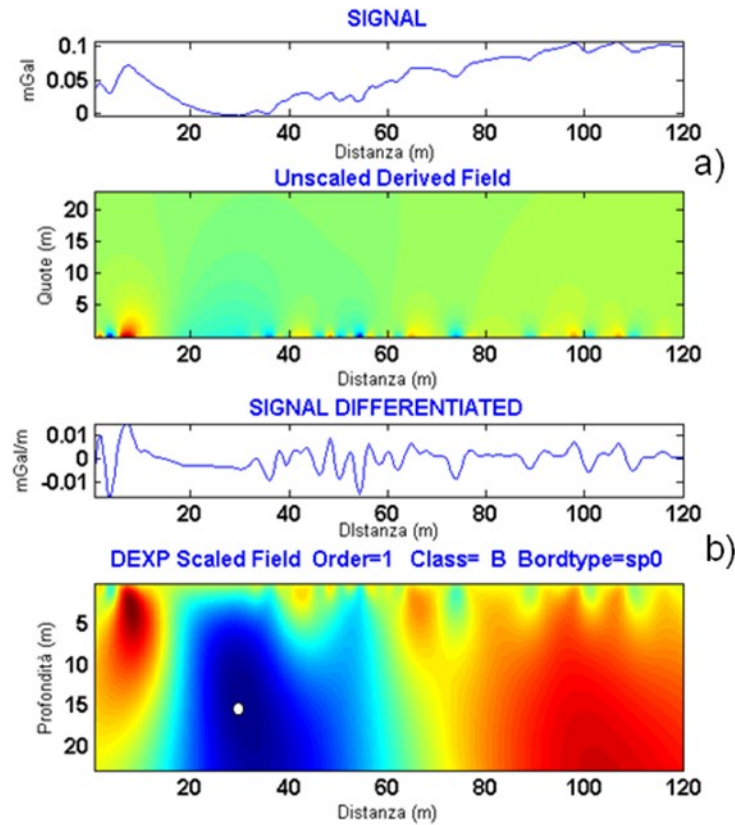 SIGNAL
mGal
0.1
0.05
0
20 40 60 80 100 120
Distanza (m)
a)
Unscaled Derived Field
Quote (m)
20
15
10
5
20 40 60 80 100 120
Distanza (m)
SIGNAL DIFFERENTIATED
mGal/m
0.01
0
-0.01
20 40 60 80 100 120
DIstanza (m)
b)
DEXP Scaled Field Order=1 Class= B Bordtype=sp0
Profondità (m)
5
10
15
20
20 40 60 80 100 120
Distanza (m)